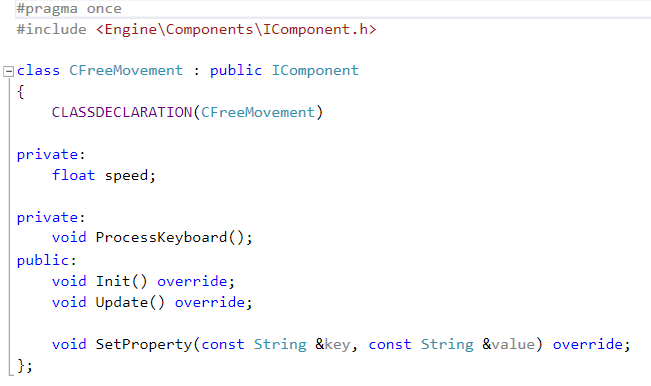 #pragma once
#include <Engine\Components\IComponent.h>
class CFreeMovement : public IComponent
{
CLASSDECLARATION(CFreeMovement)
private:
float speed;
private:
void ProcessKeyboard();
public:
void Init() override;
void Update() override;
void SetProperty(const String &key, const String &value) override;
};